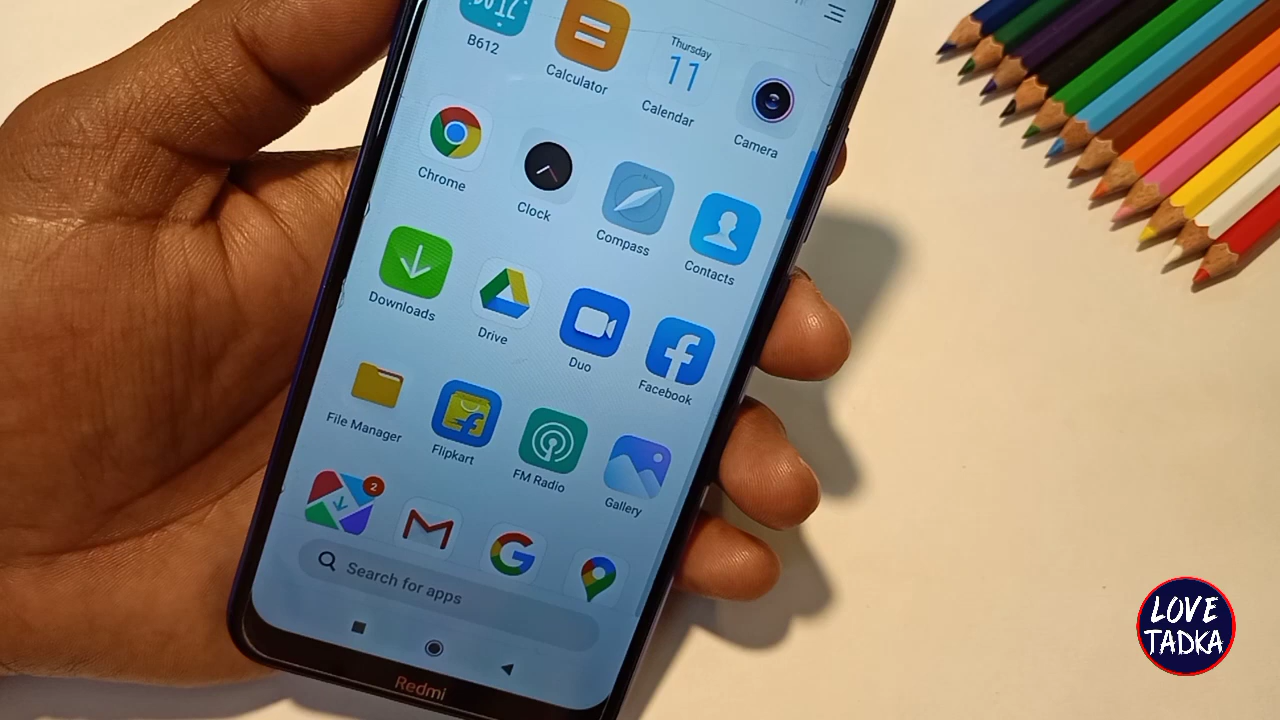 B612
Calculator
Thursday
11
Calendar
Camera
Chrome
Clock
Compass
Contacts
Downloads
Drive
Duo
Facebook
File Manager
Flipkart
FM Radio
Gallery
2
Search for apps
Redmi
LOVE
TADKA